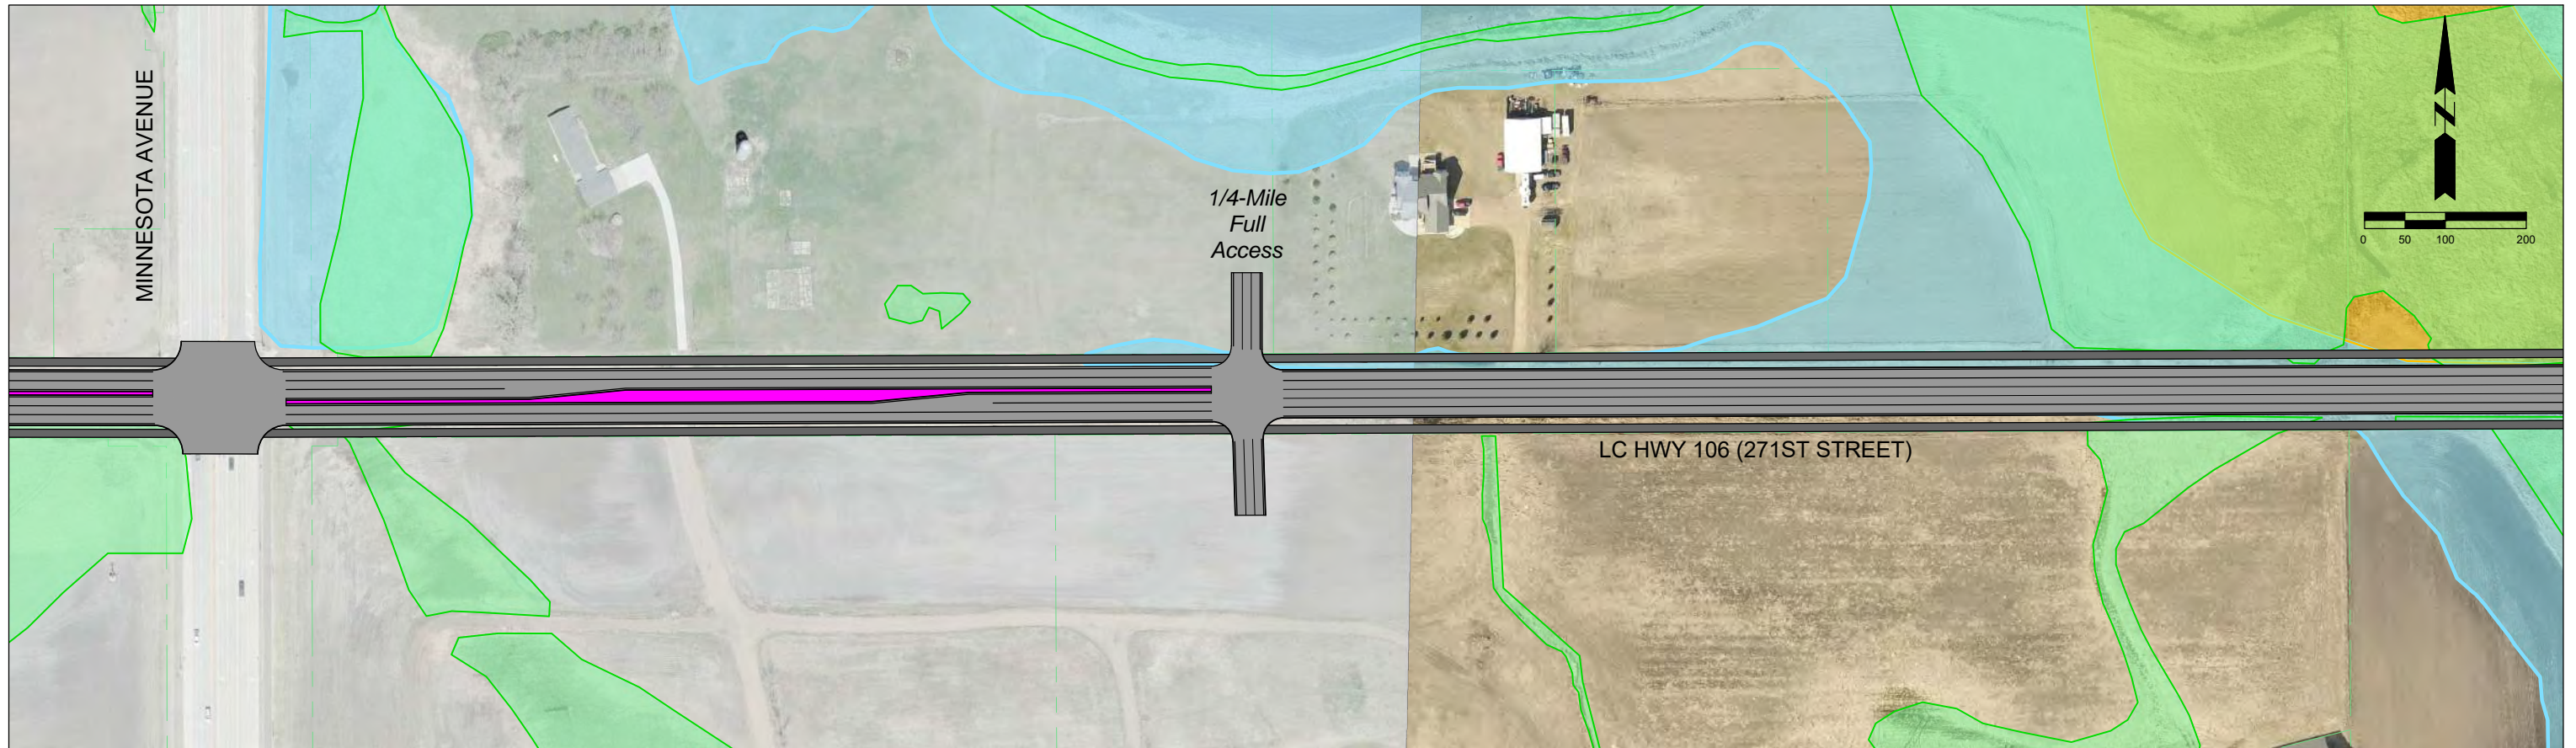 MINNESOTA AVENUE
1/4-Mile
Full
Access
N
0 50 100 200
LC HWY 106 (271ST STREET)